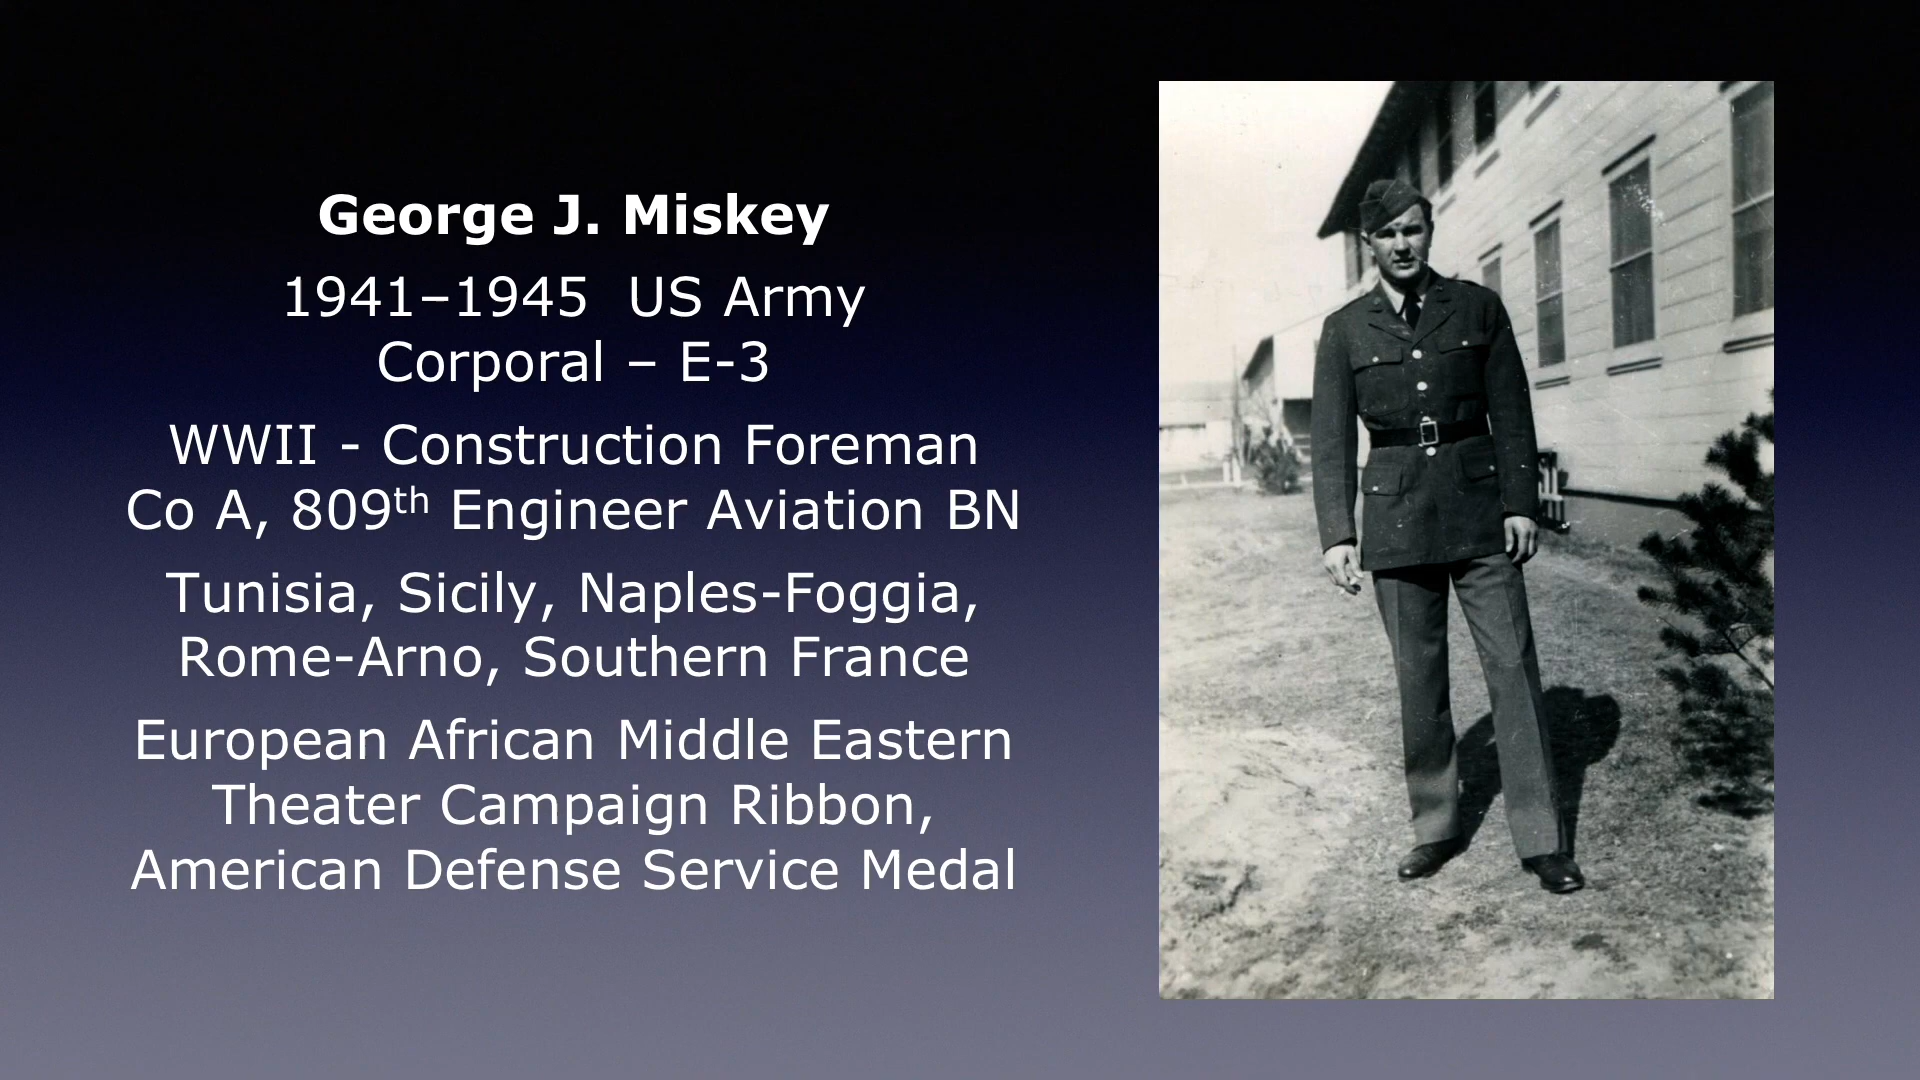 George J. Miskey
1941–1945  US Army
Corporal – E-3
WWII - Construction Foreman
Co A, 809th Engineer Aviation BN
Tunisia, Sicily, Naples-Foggia,
Rome-Arno, Southern France
European African Middle Eastern
Theater Campaign Ribbon,
American Defense Service Medal